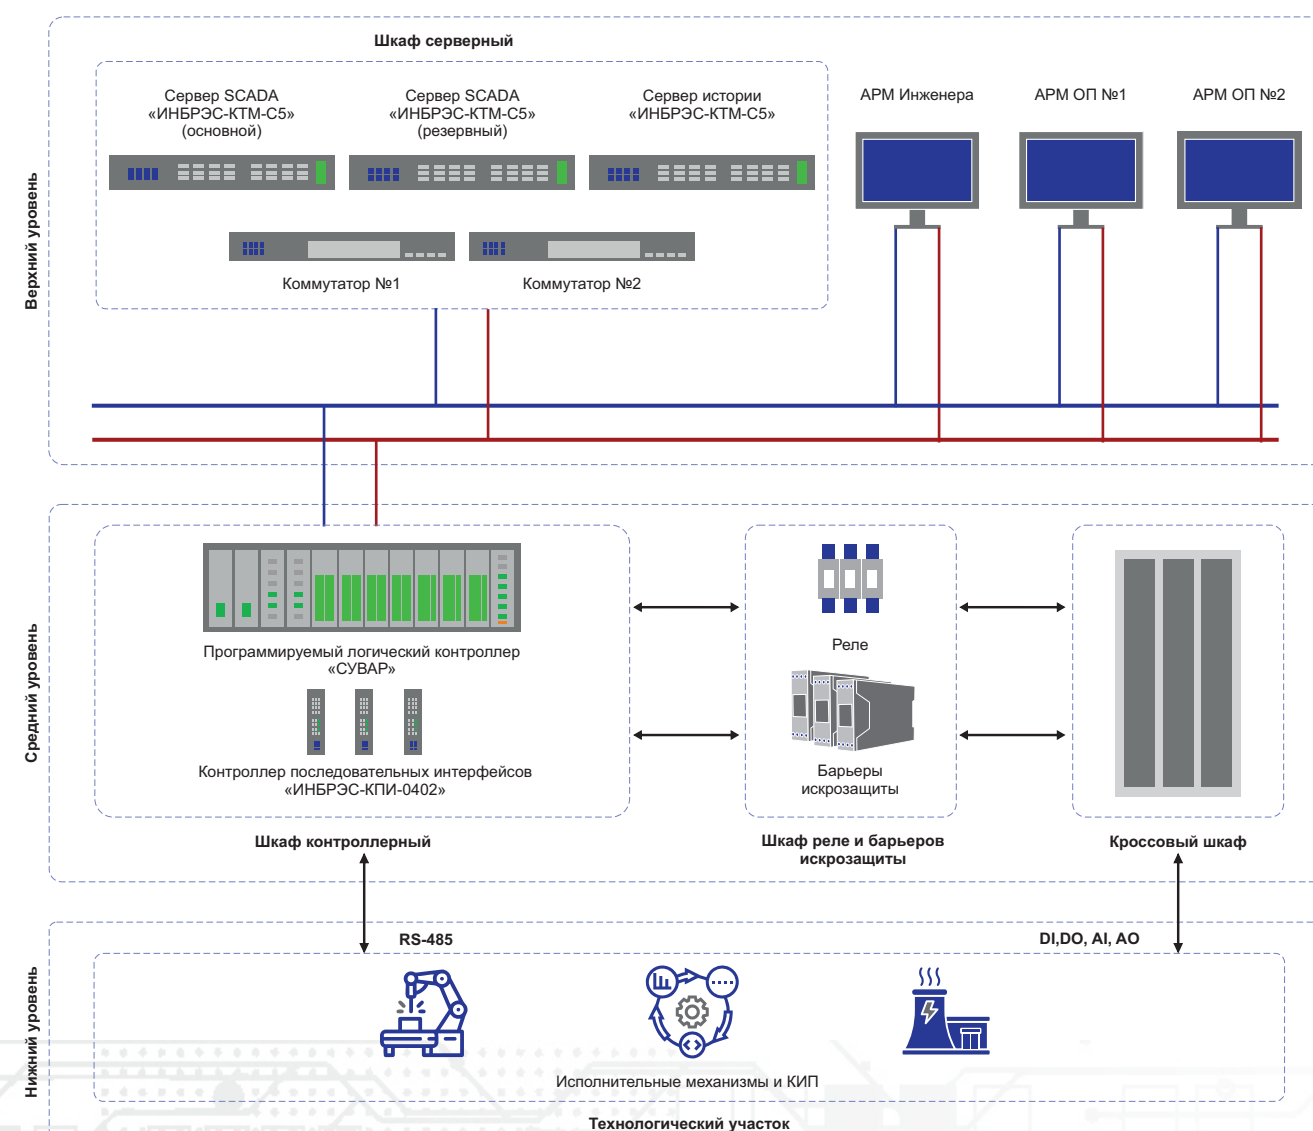 Верхний уровень
Шкаф серверный
Сервер SCADA
«ИНБРЭС-КТМ-С5»
(основной)
Сервер SCADA
«ИНБРЭС-КТМ-С5»
(резервный)
Сервер истории
«ИНБРЭС-КТМ-С5»
АРМ Инженера
АРМ ОП №1
АРМ ОП №2
Коммутатор №1
Коммутатор №2
Средний уровень
Программируемый логический контроллер
«СУВАР»
Контроллер последовательных интерфейсов
«ИНБРЭС-КПИ-0402»
Шкаф контроллерный
Реле
Барьеры
искрозащиты
Шкаф реле и барьеров
искрозащиты
Кроссовый шкаф
Нижний уровень
RS-485
DI,DO, AI, AO
Исполнительные механизмы и КИП
Технологический участок